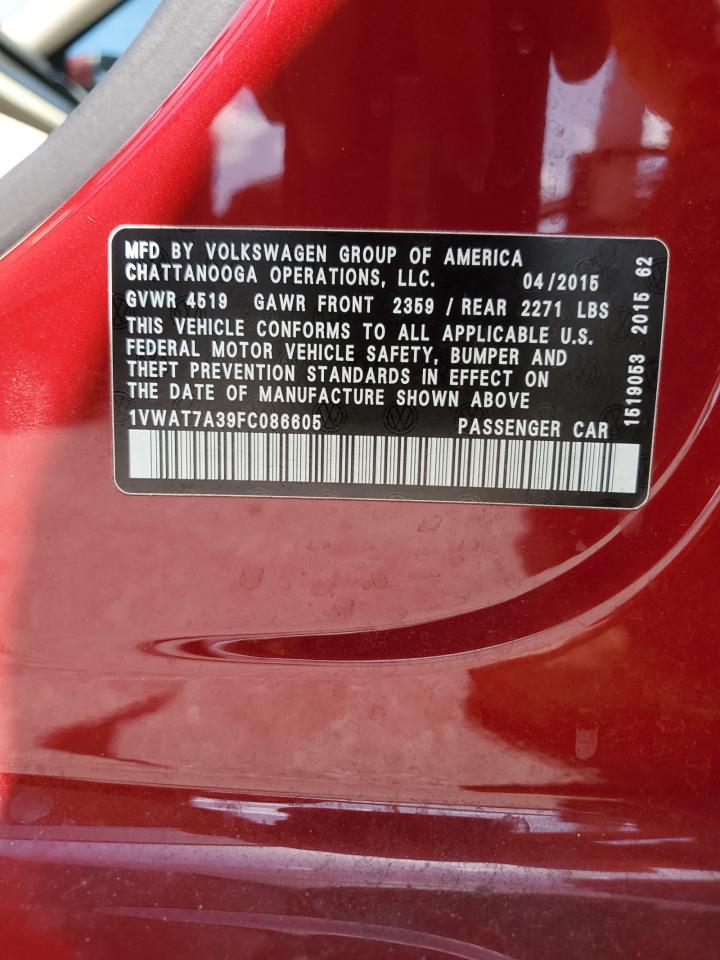 MFD BY VOLKSWAGEN GROUP OF AMERICA
CHATTANOOGA OPERATIONS, LLC. 04/2015
GVWR 4519 GAWR FRONT 2359 / REAR 2271 LBS
THIS VEHICLE CONFORMS TO ALL APPLICABLE U.S.
FEDERAL MOTOR VEHICLE SAFETY, BUMPER AND
THEFT PREVENTION STANDARDS IN EFFECT ON
THE DATE OF MANUFACTURE SHOWN ABOVE
1VWAT7A39FC086605 PASSENGER CAR
1519053 2015 62